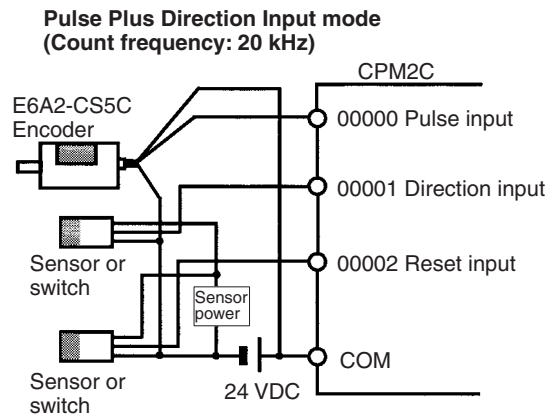 Pulse Plus Direction Input mode
(Count frequency: 20 kHz)
CPM2C
E6A2-CS5C
Encoder
00000 Pulse input
00001 Direction input
Sensor or
switch
00002 Reset input
Sensor
power
COM
24 VDC
Sensor or
switch